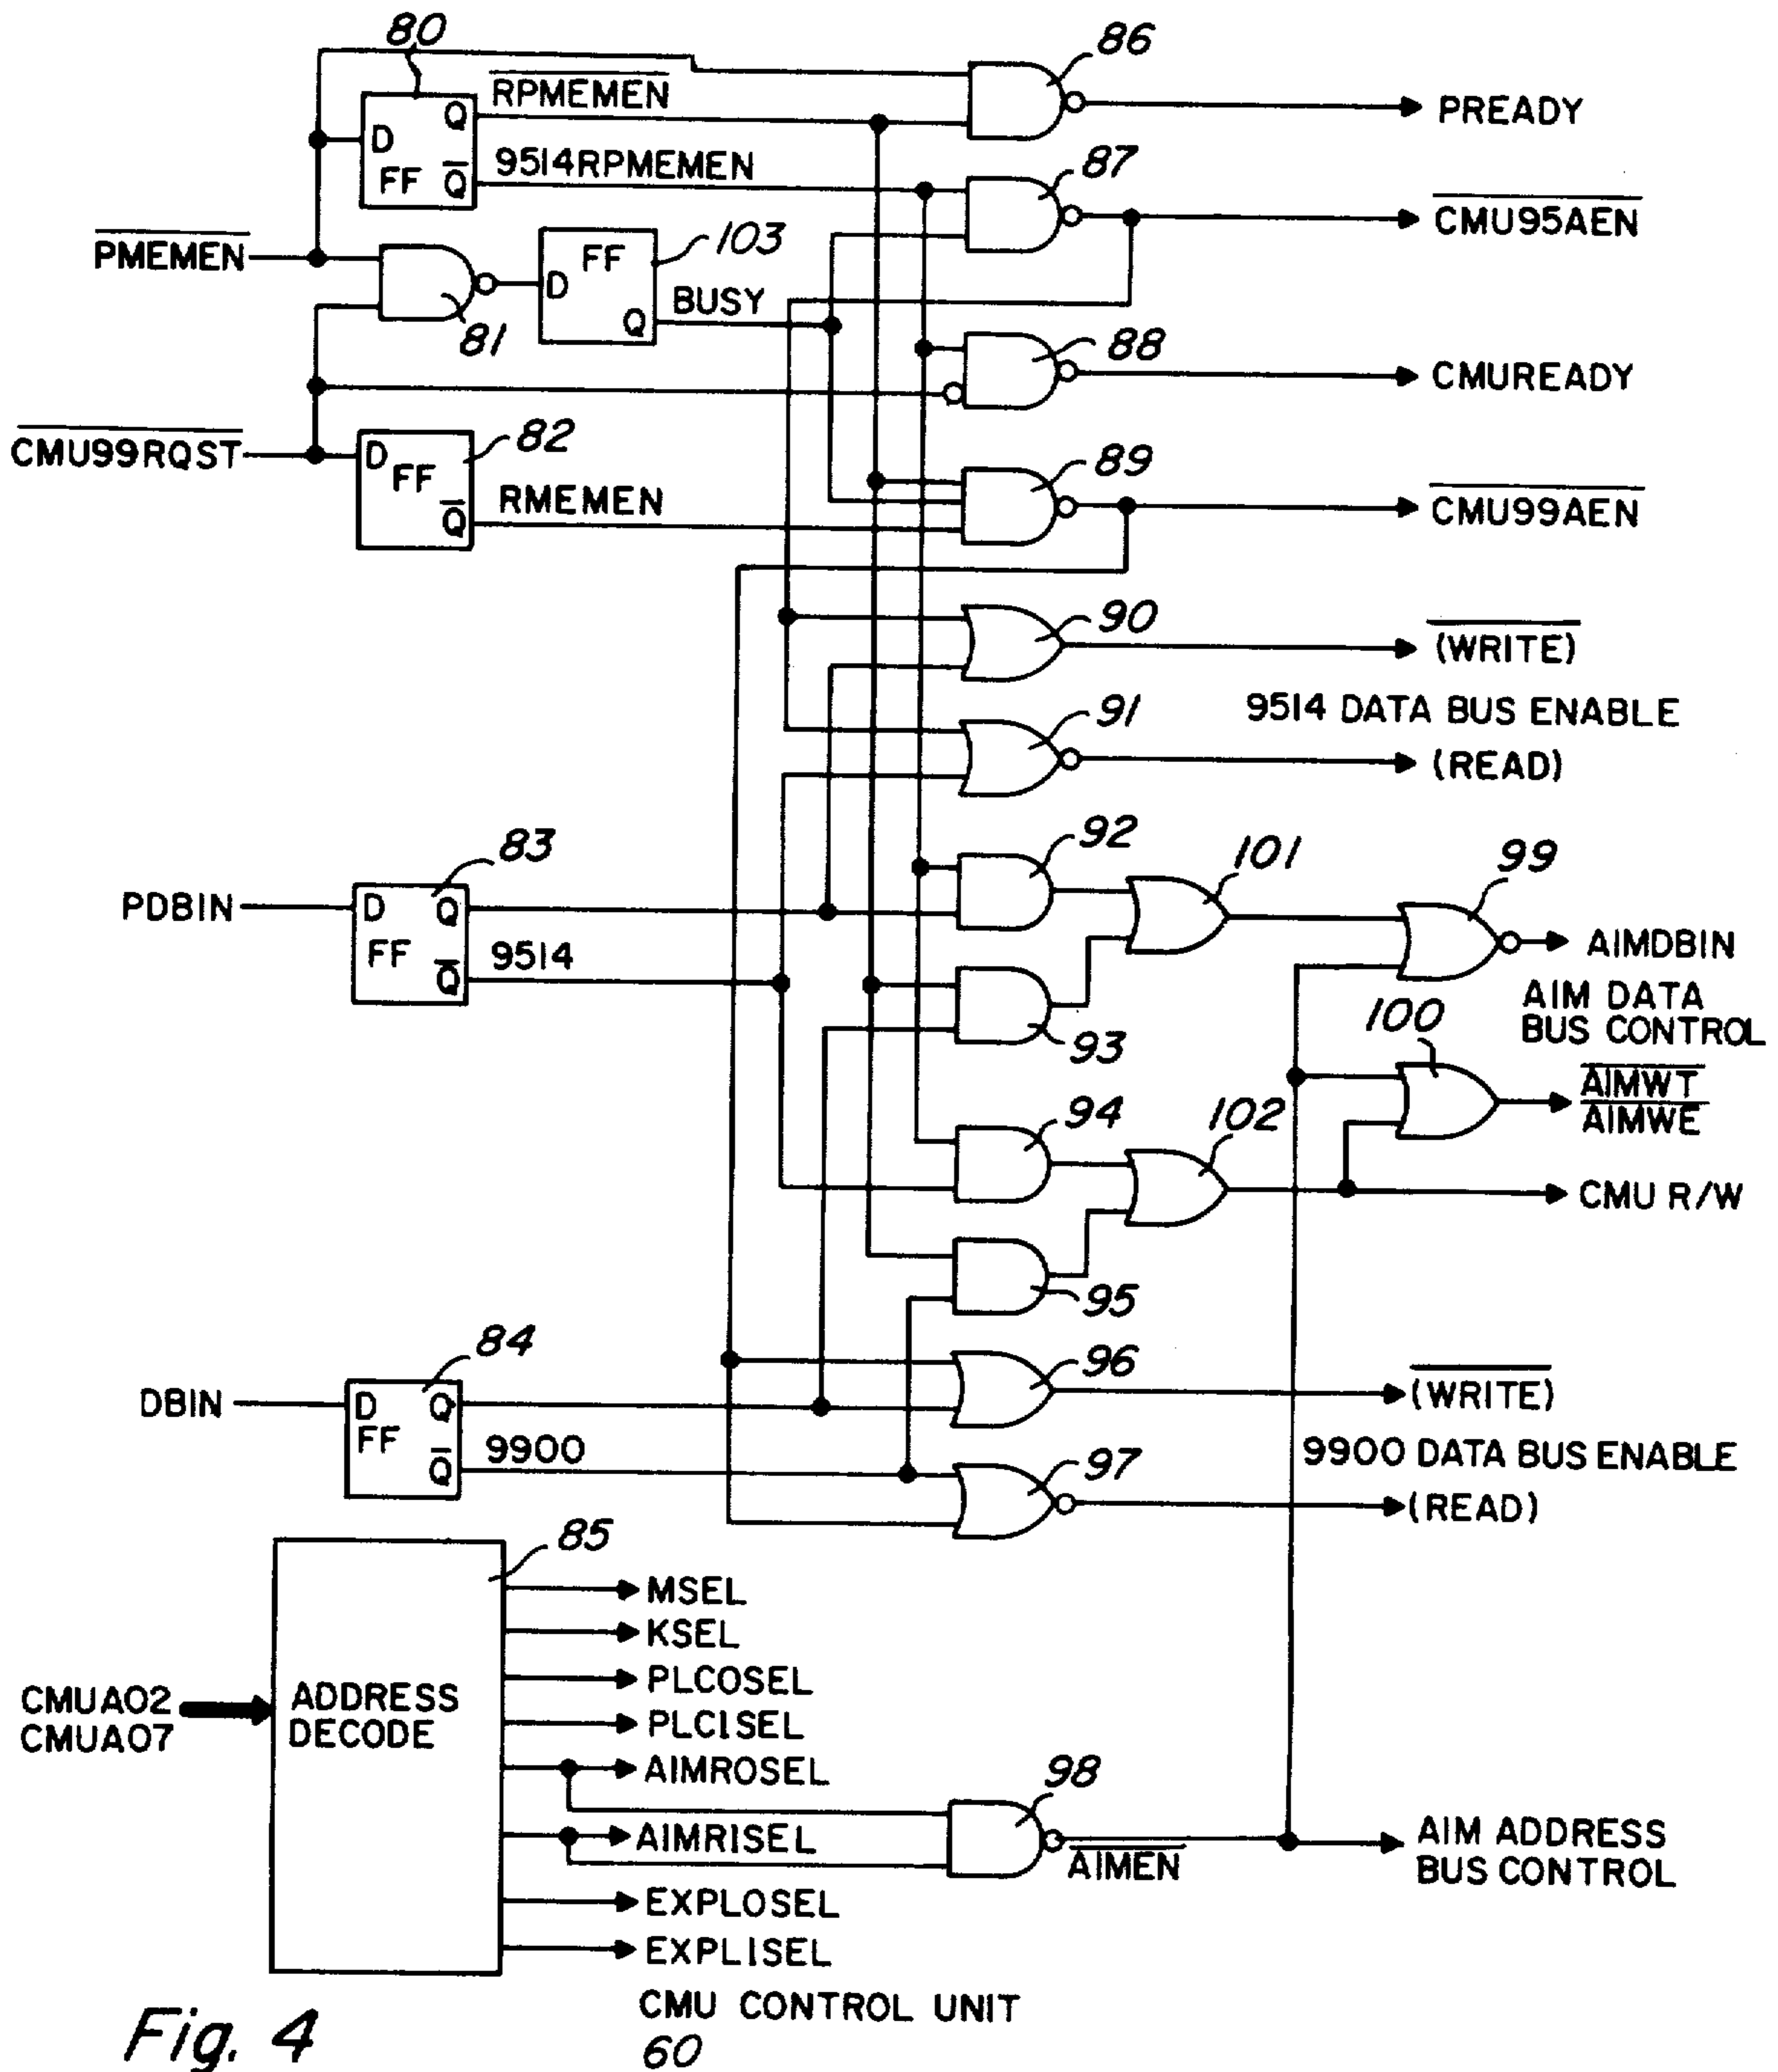 80
86
RPMEMEN
Q
PREADY
D
FF Q
9514RPMEMEN
87
PMEMEN
CMU95AEN
103
FF
D
BUSY
Q
81
88
CMUREADY
CMU99RQST
D
FF
Q
82
RMEMEN
89
CMU99AEN
90
(WRITE)
9514 DATA BUS ENABLE
91
(READ)
83
92
101
99
PDBIN
D Q
FF
Q
9514
AIMDBIN
AIM DATA
BUS CONTROL
93
100
AIMWT
AIMWE
94
102
CMU R/W
95
84
96
DBIN
D Q
FF
Q
9900
(WRITE)
97
9900 DATA BUS ENABLE
(READ)
85
MSEL
KSEL
CMUA02
CMUA07
ADDRESS
DECODE
PLCOSEL
PLC1SEL
AIMROSEL
98
AIMR1SEL
AIMEN
AIM ADDRESS
BUS CONTROL
EXPLOSEL
EXPL1SEL
CMU CONTROL UNIT
60
Fig. 4